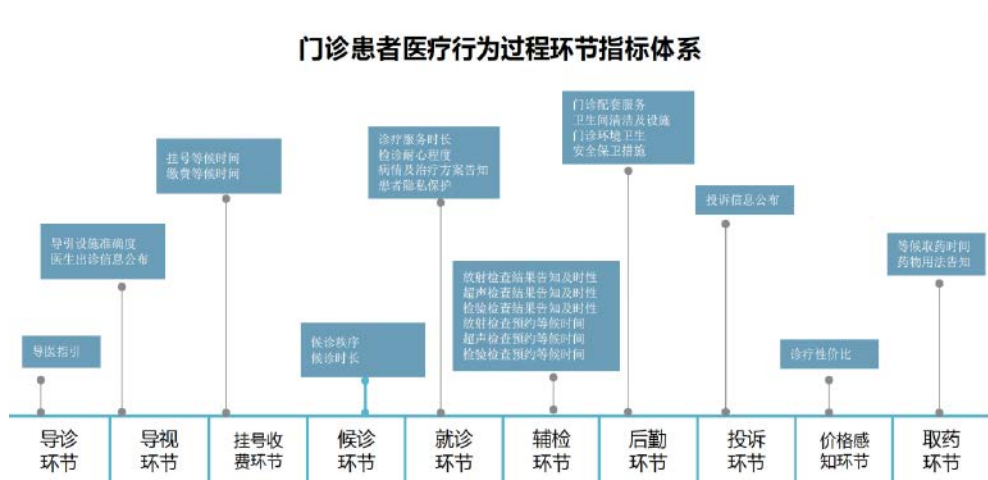 门诊患者医疗行为过程环节指标体系
导医指引
导引设施准确度
医生出诊信息公布
挂号等候时间
缴费等候时间
候诊秩序
候诊时长
诊疗服务时长
检诊耐心程度
病情及治疗方案告知
患者隐私保护
放射检查结果告知及时性
超声检查结果告知及时性
检验检查结果告知及时性
放射检查预约等候时间
超声检查预约等候时间
检验检查预约等候时间
门诊配套服务
卫生间清洁及设施
门诊环境卫生
安全保卫措施
投诉信息公布
诊疗性价比
等候取药时间
药物用法告知
导诊
环节
导视
环节
挂号收
费环节
候诊
环节
就诊
环节
辅检
环节
后勤
环节
投诉
环节
价格感
知环节
取药
环节